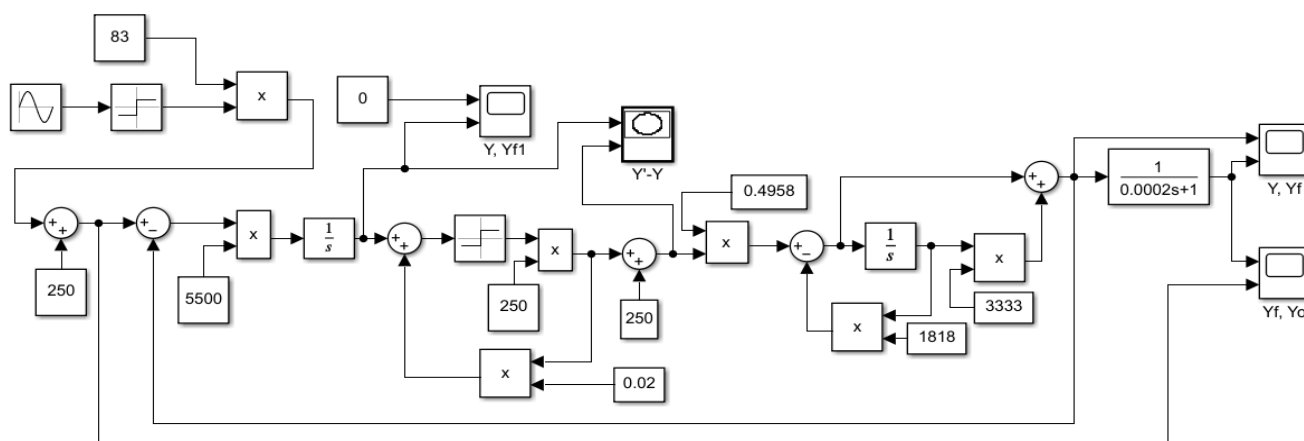 83
x
0
Y, Yf1
Y'-Y
0.4958
1
0.0002s+1
Y, Yf
+
+
250
+
−
5500
x
1
s
+
+
250
x
+
+
250
x
+
−
1
s
x
3333
+
+
x
1818
x
0.02
Yf, Yo